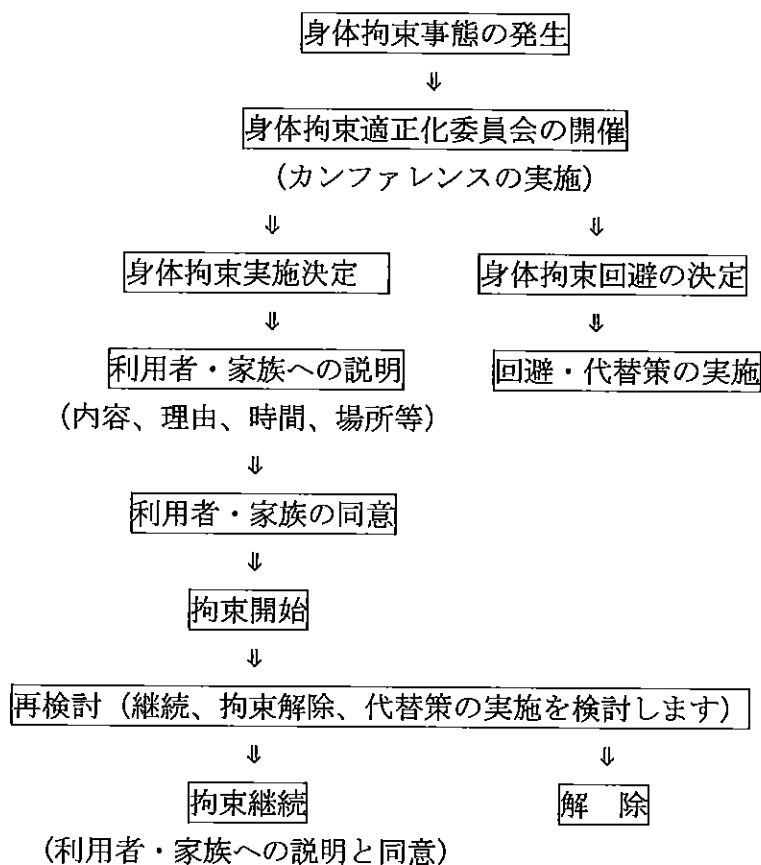 身体拘束事態の発生
⇓
身体拘束適正化委員会の開催
(カンファレンスの実施)
⇓ ⇓
身体拘束実施決定 身体拘束回避の決定
⇓ ⇓
利用者・家族への説明 回避・代替策の実施
(内容、理由、時間、場所等)
⇓
利用者・家族の同意
⇓
拘束開始
⇓
再検討(継続、拘束解除、代替策の実施を検討します)
⇓ ⇓
拘束継続 解　除
(利用者・家族への説明と同意)